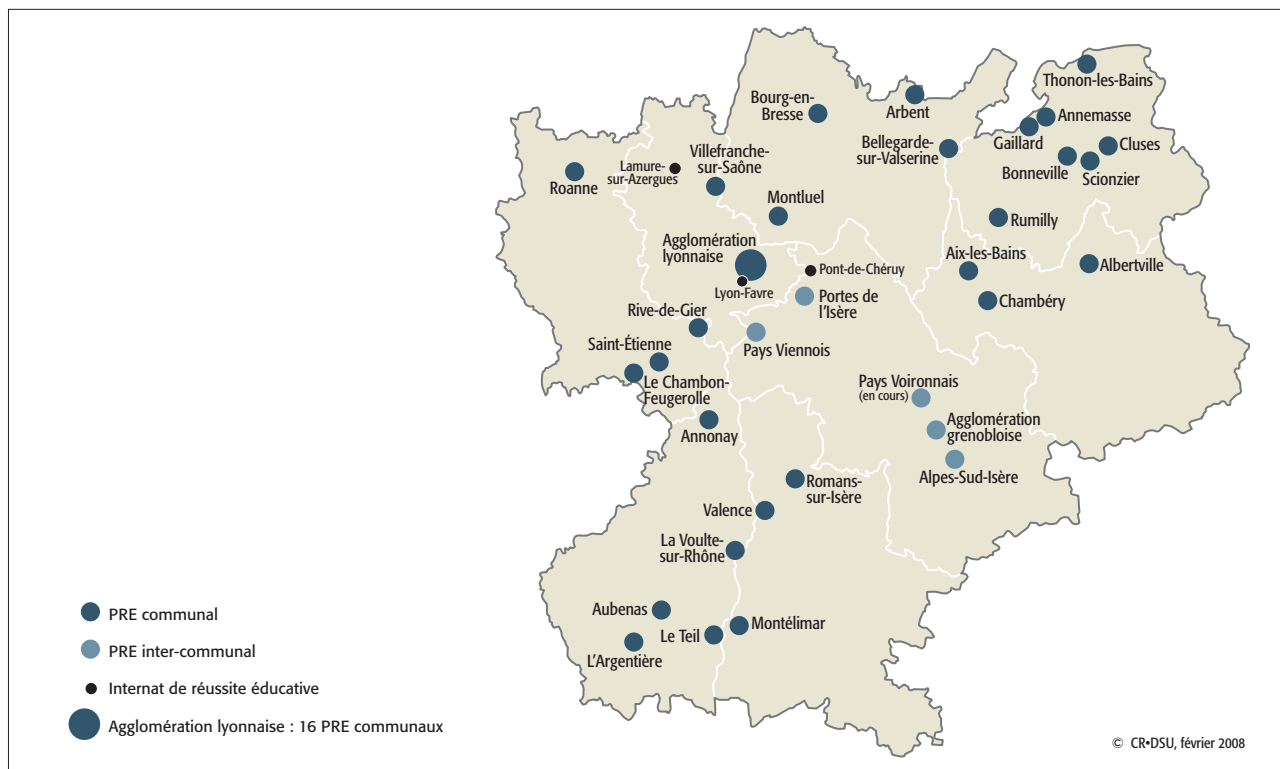 Thonon-les-Bains
Bourg-en-
Bresse
Arbent
Annemasse
Gaillard
Cluses
Bellegarde-
sur-Valserine
Bonneville
Scionzier
Villefranche-
sur-Saône
Lamure-
sur-Azergues
Roanne
Montluel
Rumilly
Agglomération
lyonnaise
Aix-les-Bains
Albertville
Pont-de-Chéruy
Lyon-Favre
Portes de
l'Isère
Chambéry
Rive-de-Gier
Saint-Étienne
Pays Viennois
Le Chambon-
Feugerolle
Pays Voironnais
(en cours)
Agglomération
grenobloise
Annonay
Alpes-Sud-Isère
Romans-
sur-Isère
Valence
La Voulte-
sur-Rhône
Aubenas
Le Teil
Montélimar
L'Argentière
PRE communal
PRE inter-communal
Internat de réussite éducative
Agglomération lyonnaise : 16 PRE communaux
© CR•DSU, février 2008